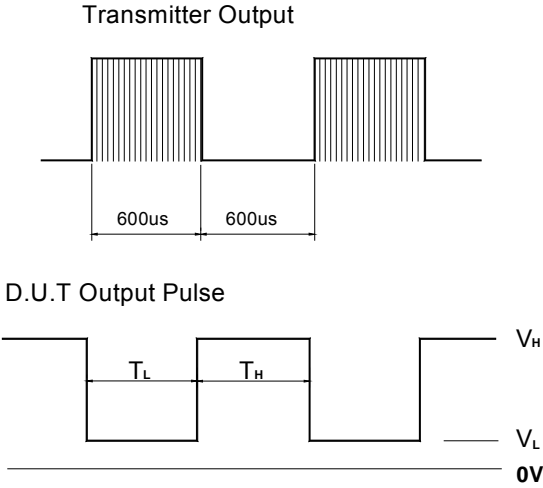 Transmitter Output
600us 600us
D.U.T Output Pulse
VH
TL TH
VL
0V